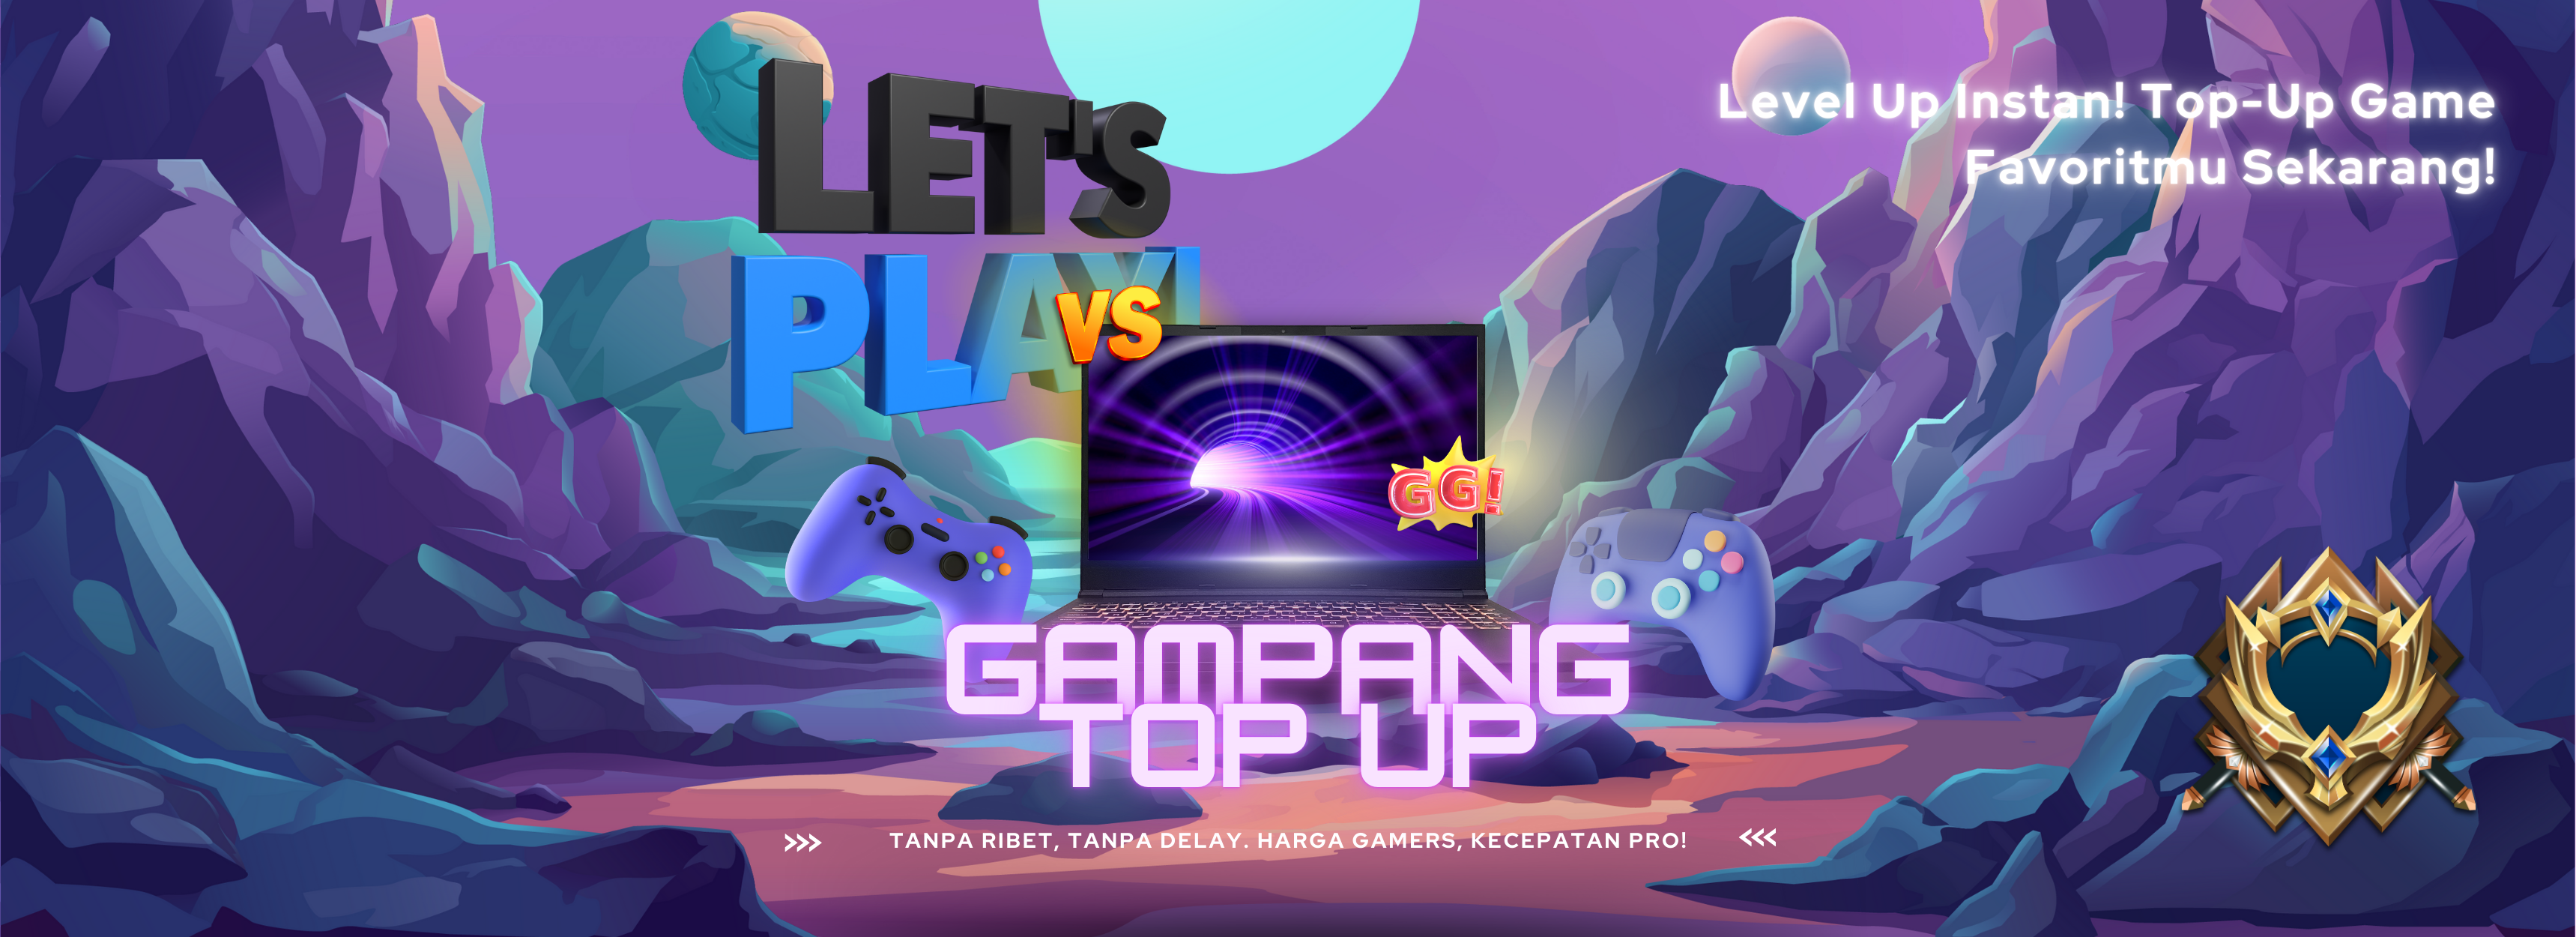 LET'S
PLAY!
VS
Level Up Instan! Top-Up Game
Favoritmu Sekarang!
GG!
GAMPANG
TOP UP
>>> TANPA RIBET, TANPA DELAY. HARGA GAMERS, KECEPATAN PRO! <<<